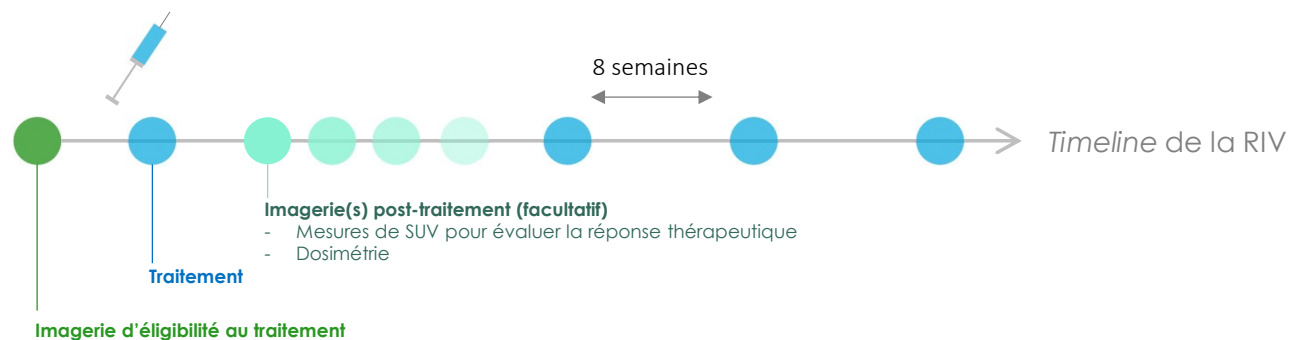 8 semaines
Timeline de la RIV
Imagerie(s) post-traitement (facultatif)
- Mesures de SUV pour évaluer la réponse thérapeutique
- Dosimétrie
Traitement
Imagerie d'éligibilité au traitement